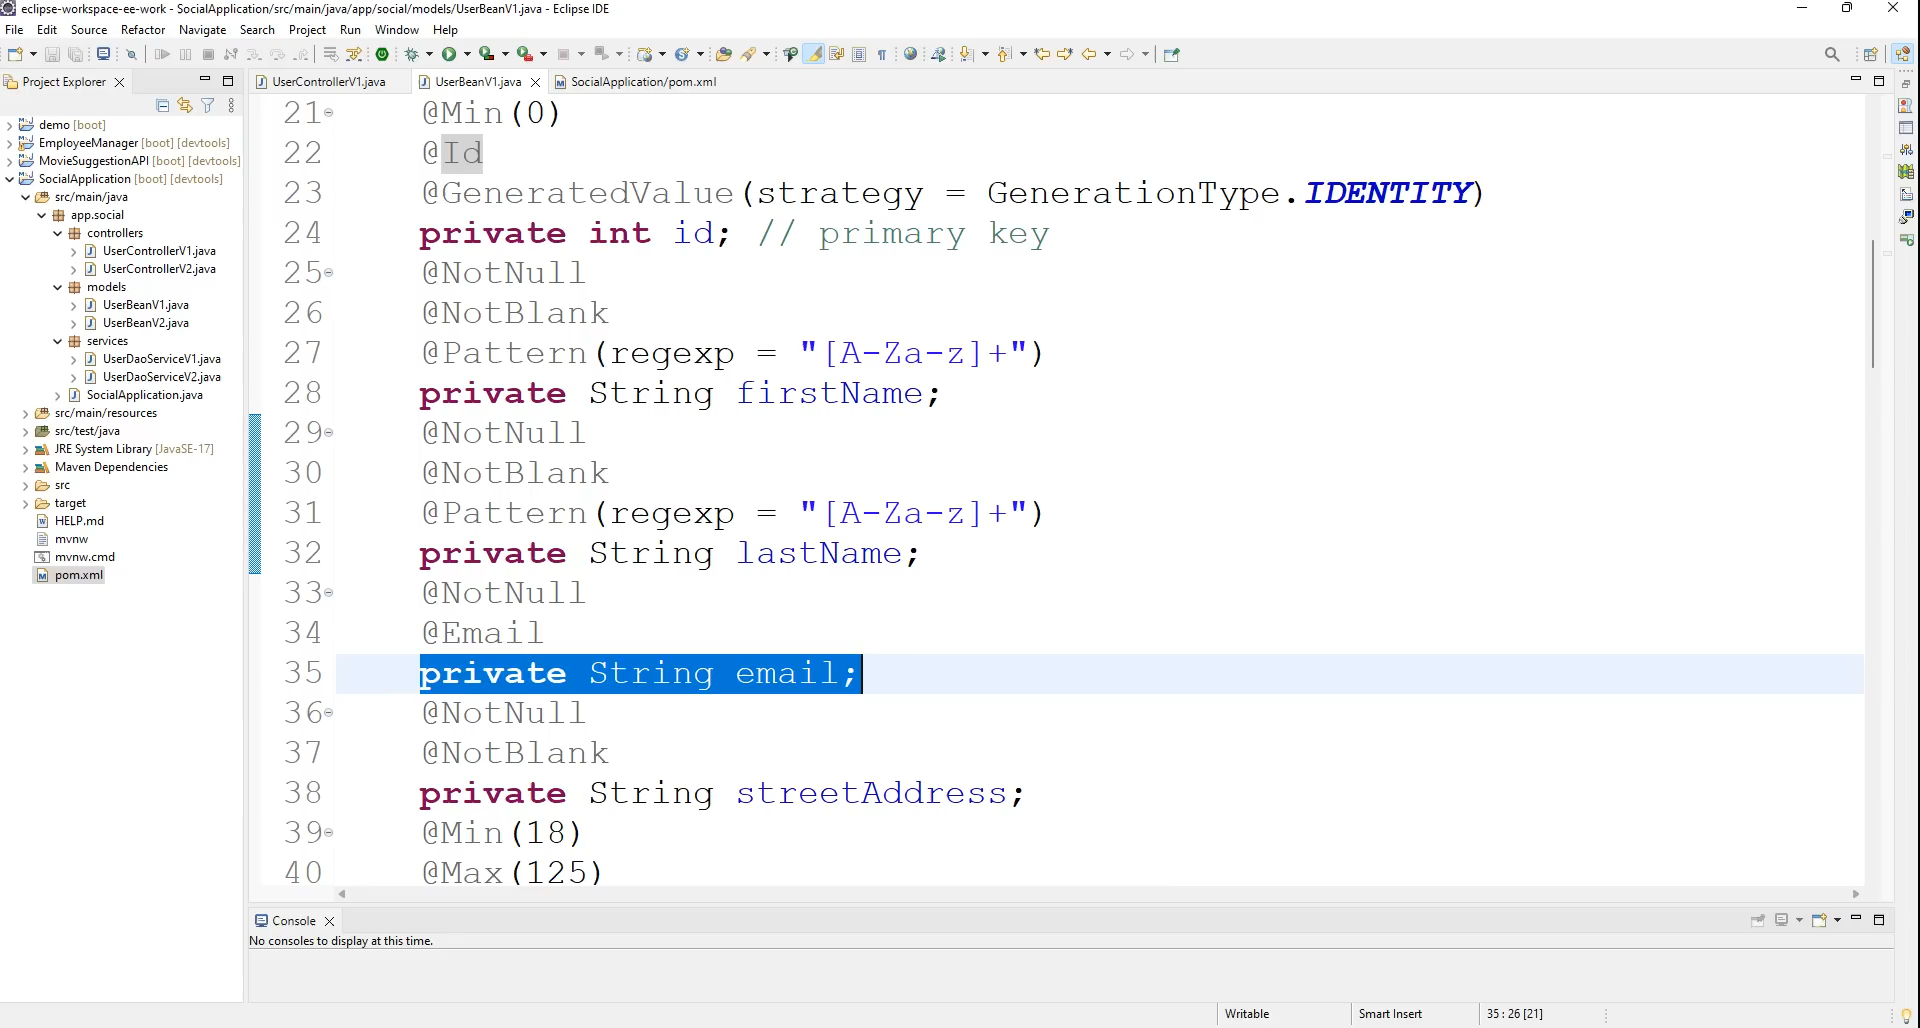 eclipse-workspace-ee-work - SocialApplication/src/main/java/app/social/models/UserBeanV1.java - Eclipse IDE
File Edit Source Refactor Navigate Search Project Run Window Help
Project Explorer
UserControllerV1.java UserBeanV1.java SocialApplication/pom.xml
demo [boot]
EmployeeManager [boot] [devtools]
MovieSuggestionAPI [boot] [devtools]
SocialApplication [boot] [devtools]
src/main/java
app.social
controllers
UserControllerV1.java
UserControllerV2.java
models
UserBeanV1.java
UserBeanV2.java
services
UserDaoServiceV1.java
UserDaoServiceV2.java
SocialApplication.java
src/main/resources
src/test/java
JRE System Library [JavaSE-17]
Maven Dependencies
src
target
HELP.md
mvnw
mvnw.cmd
pom.xml
21 @Min(0)
22 @Id
23 @GeneratedValue(strategy = GenerationType.IDENTITY)
24 private int id; // primary key
25 @NotNull
26 @NotBlank
27 @Pattern(regexp = "[A-Za-z]+")
28 private String firstName;
29 @NotNull
30 @NotBlank
31 @Pattern(regexp = "[A-Za-z]+")
32 private String lastName;
33 @NotNull
34 @Email
35 private String email;
36 @NotNull
37 @NotBlank
38 private String streetAddress;
39 @Min(18)
40 @Max(125)
Console
No consoles to display at this time.
Writable Smart Insert 35 : 26 [21]